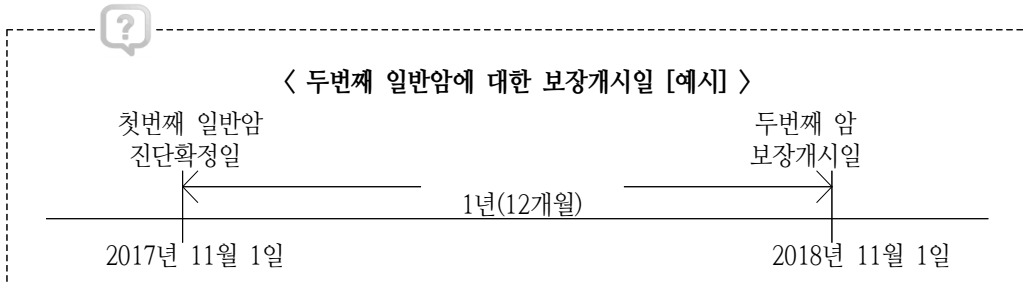 ?
〈 두번째 일반암에 대한 보장개시일 [예시] 〉
첫번째 일반암
진단확정일
두번째 암
보장개시일
1년(12개월)
2017년 11월 1일
2018년 11월 1일